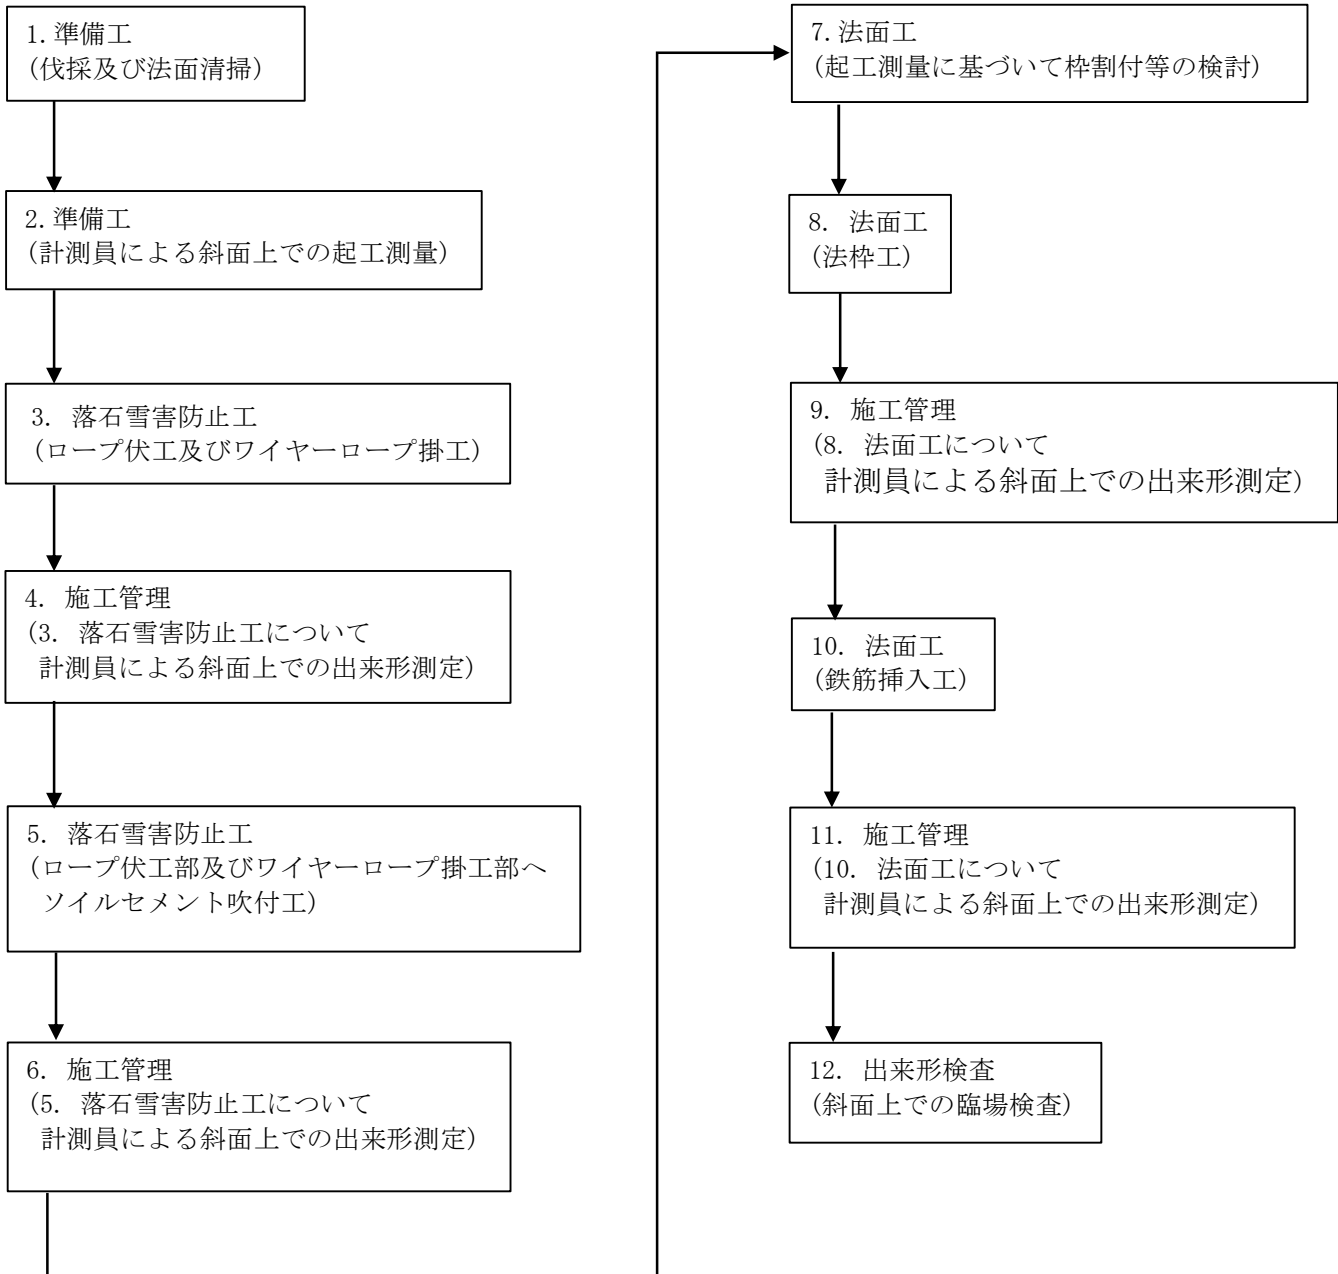 1.準備工
(伐採及び法面清掃)
2.準備工
(計測員による斜面上での起工測量)
3. 落石雪害防止工
(ロープ伏工及びワイヤーロープ掛工)
4. 施工管理
(3. 落石雪害防止工について
計測員による斜面上での出来形測定)
5. 落石雪害防止工
(ロープ伏工部及びワイヤーロープ掛工部へ
ソイルセメント吹付工)
6. 施工管理
(5. 落石雪害防止工について
計測員による斜面上での出来形測定)
7.法面工
(起工測量に基づいて枠割付等の検討)
8. 法面工
(法枠工)
9. 施工管理
(8. 法面工について
計測員による斜面上での出来形測定)
10. 法面工
(鉄筋挿入工)
11. 施工管理
(10. 法面工について
計測員による斜面上での出来形測定)
12. 出来形検査
(斜面上での臨場検査)